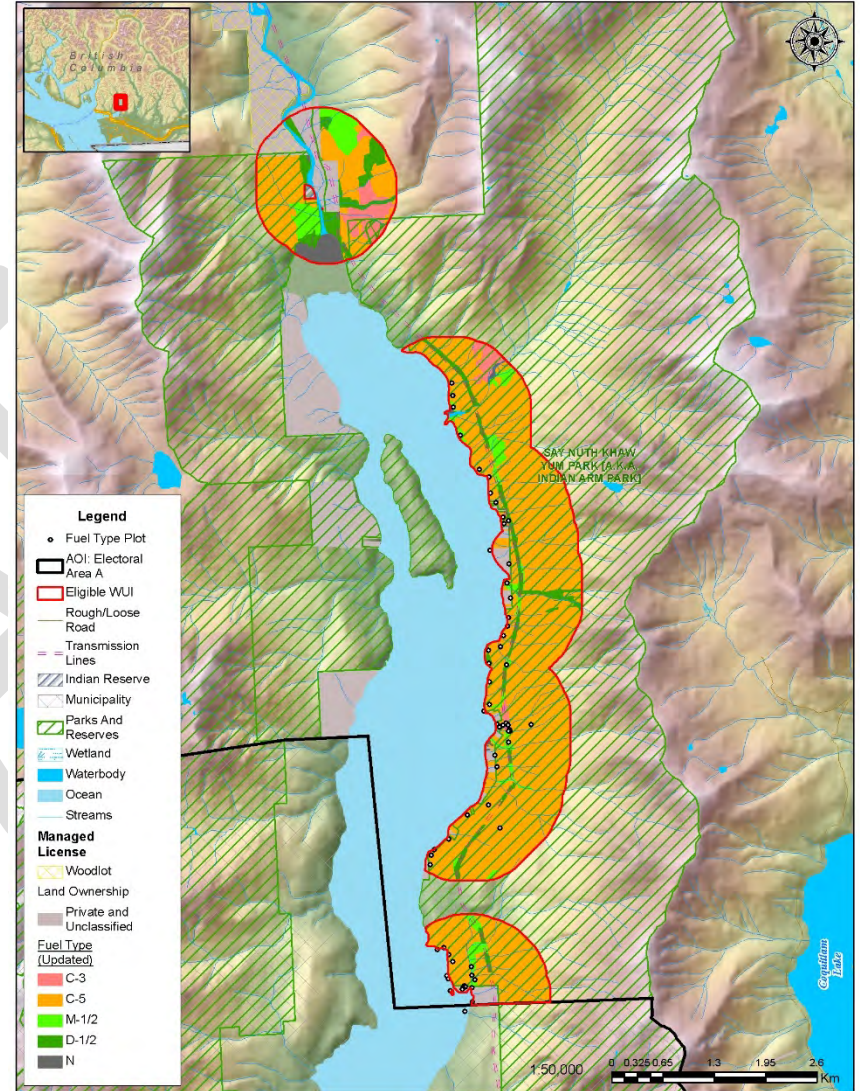 British
Columbia
SAY NUTH KHAW
YUM PARK [A.K.A.
INDIAN ARM PARK]
Legend
Fuel Type Plot
AOI: Electoral
Area A
Eligible WUI
Rough/Loose
Road
Transmission
Lines
Indian Reserve
Municipality
Parks And
Reserves
Wetland
Waterbody
Ocean
Streams
Managed
License
Woodlot
Land Ownership
Private and
Unclassified
Fuel Type
(Updated)
C-3
C-5
M-1/2
D-1/2
N
Coquitlam
Lake
1:50,000
0 0.325 0.65 1.3 1.95 2.6
Km